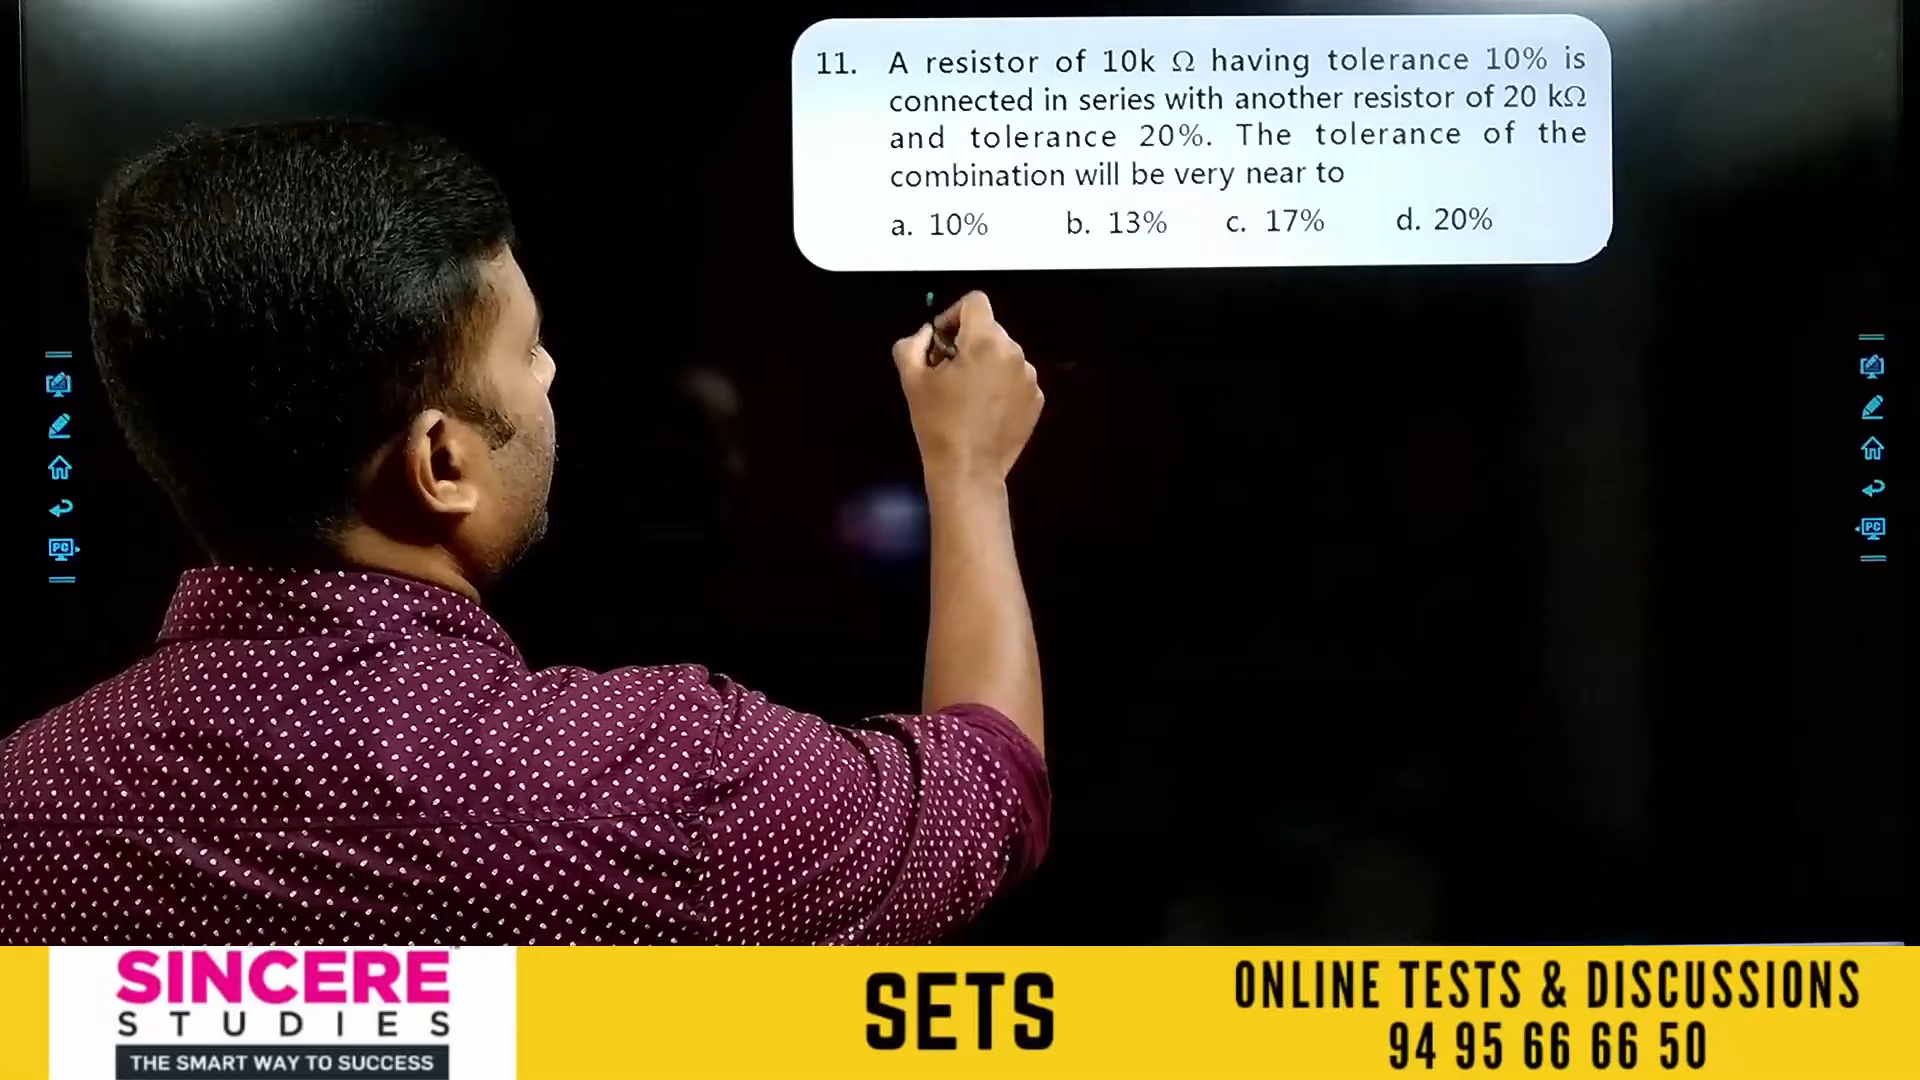 11. A resistor of 10k Ω having tolerance 10% is
connected in series with another resistor of 20 kΩ
and tolerance 20%. The tolerance of the
combination will be very near to
a. 10% b. 13% c. 17% d. 20%
PC
PC
SINCERE
STUDIES
THE SMART WAY TO SUCCESS
SETS
ONLINE TESTS & DISCUSSIONS
94 95 66 66 50